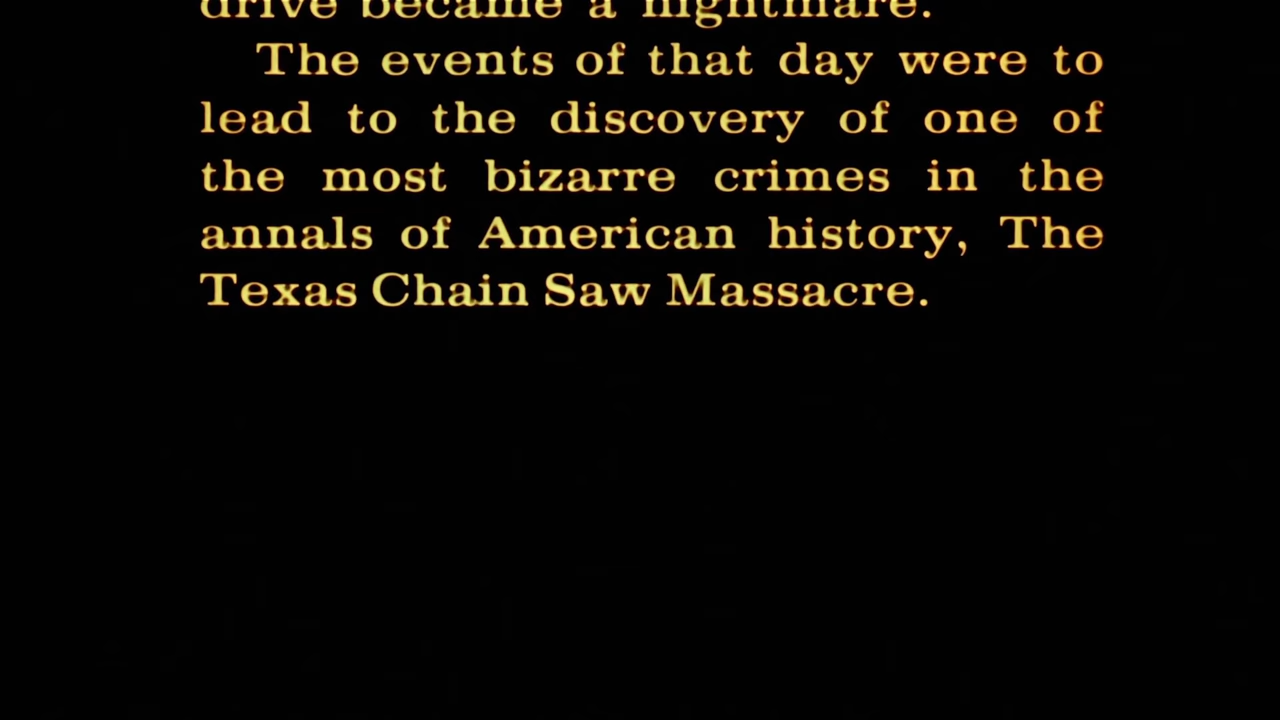 drive became a nightmare.
The events of that day were to
lead to the discovery of one of
the most bizarre crimes in the
annals of American history, The
Texas Chain Saw Massacre.